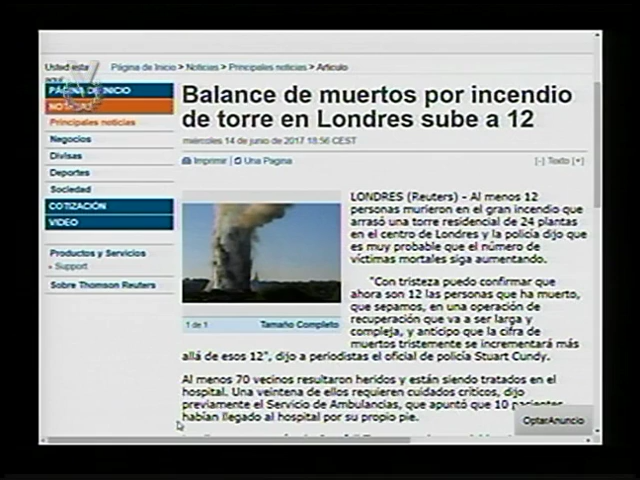 Usted esta
aquí:
Página de Inicio > Noticias > Principales noticias > Artículo
PÁGINA DE INICIO
NOTICIAS
Principales noticias
Negocios
Divisas
Deportes
Sociedad
COTIZACIÓN
VIDEO
Productos y Servicios
Support
Sobre Thomson Reuters
Balance de muertos por incendio
de torre en Londres sube a 12
miércoles 14 de junio de 2017 18:56 CEST
Imprimir | Una Pagina
[-] Texto [+]
1 de 1
Tamaño Completo
LONDRES (Reuters) - Al menos 12
personas murieron en el gran incendio que
arrasó una torre residencial de 24 plantas
en el centro de Londres y la policía dijo que
es muy probable que el número de
víctimas mortales siga aumentando.
"Con tristeza puedo confirmar que
ahora son 12 las personas que ha muerto,
que sepamos, en una operación de
recuperación que va a ser larga y
compleja, y anticipo que la cifra de
muertos tristemente se incrementará más
allá de esos 12", dijo a periodistas el oficial de policía Stuart Cundy.
Al menos 70 vecinos resultaron heridos y están siendo tratados en el
hospital. Una veintena de ellos requieren cuidados críticos, dijo
previamente el Servicio de Ambulancias, que apuntó que 10 pacientes
habían llegado al hospital por su propio pie.
OptarAnuncio